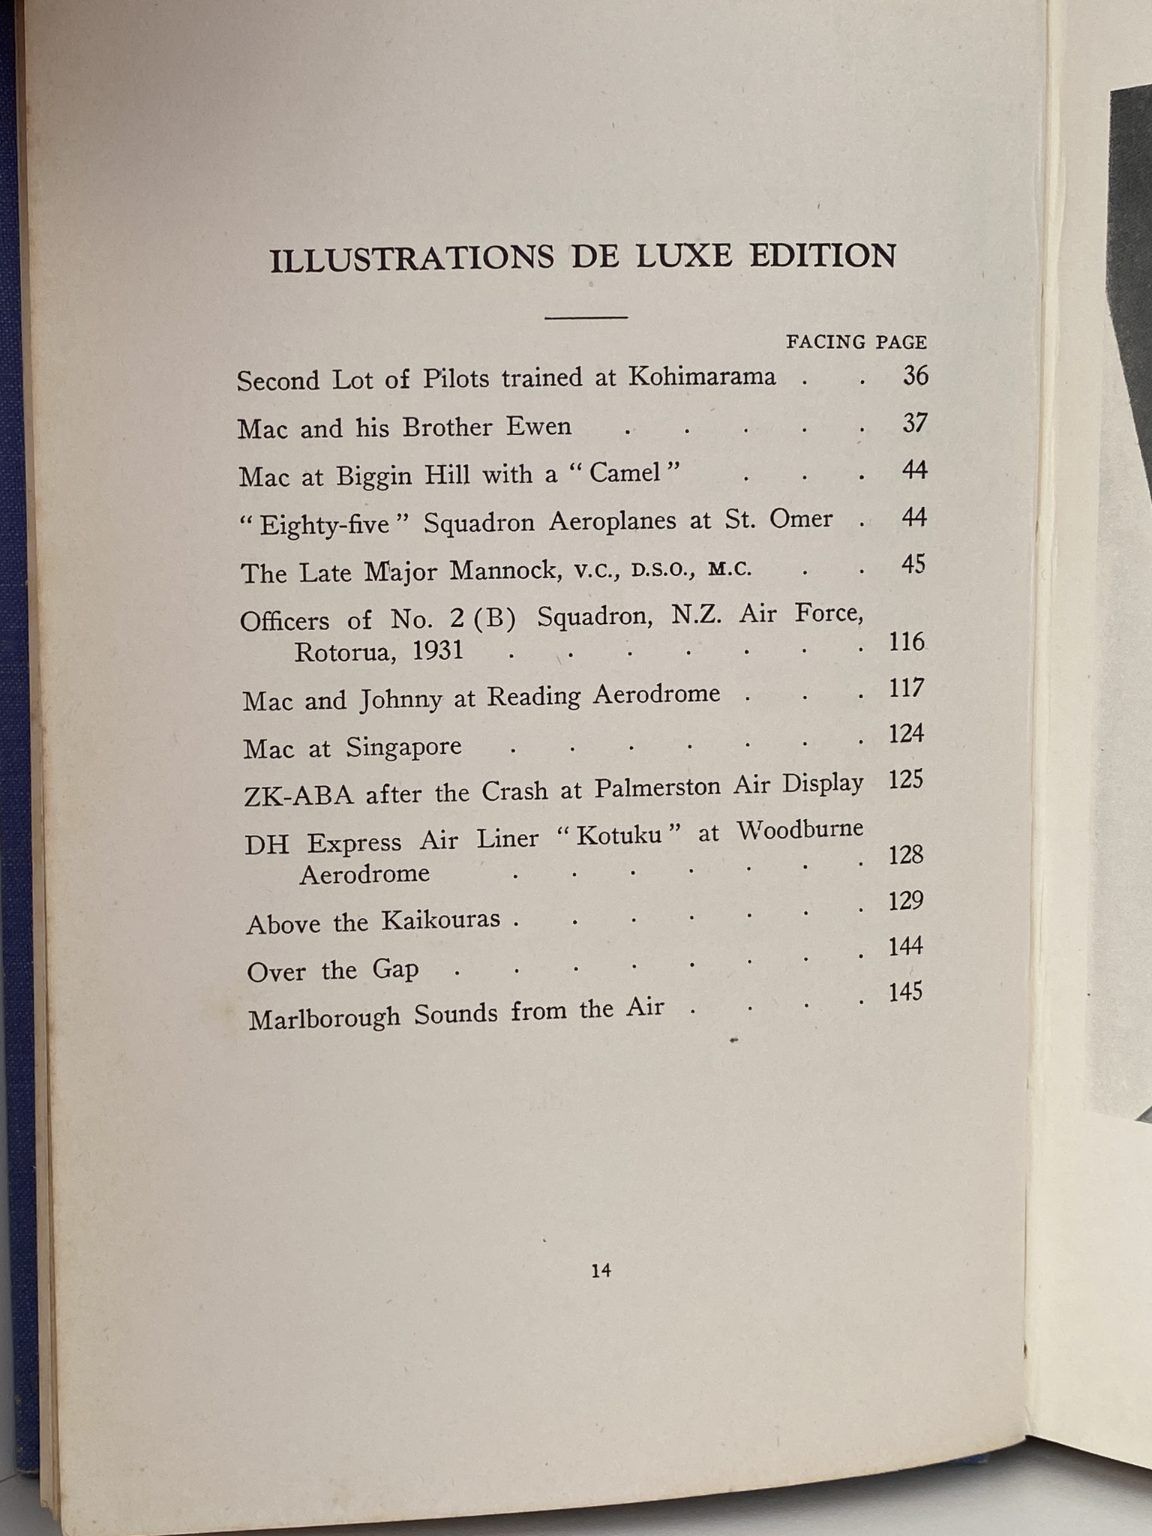 ILLUSTRATIONS DE LUXE EDITION
FACING PAGE
Second Lot of Pilots trained at Kohimarama . . 36
Mac and his Brother Ewen . . . . . 37
Mac at Biggin Hill with a “Camel” . . . 44
“Eighty-five” Squadron Aeroplanes at St. Omer . 44
The Late Major Mannock, V.C., D.S.O., M.C. . . 45
Officers of No. 2 (B) Squadron, N.Z. Air Force,
Rotorua, 1931 . . . . . . . 116
Mac and Johnny at Reading Aerodrome . . . 117
Mac at Singapore . . . . . . . 124
ZK-ABA after the Crash at Palmerston Air Display 125
DH Express Air Liner “Kotuku” at Woodburne
Aerodrome . . . . . . . 128
Above the Kaikouras . . . . . . . 129
Over the Gap . . . . . . . . 144
Marlborough Sounds from the Air . . . . 145
14